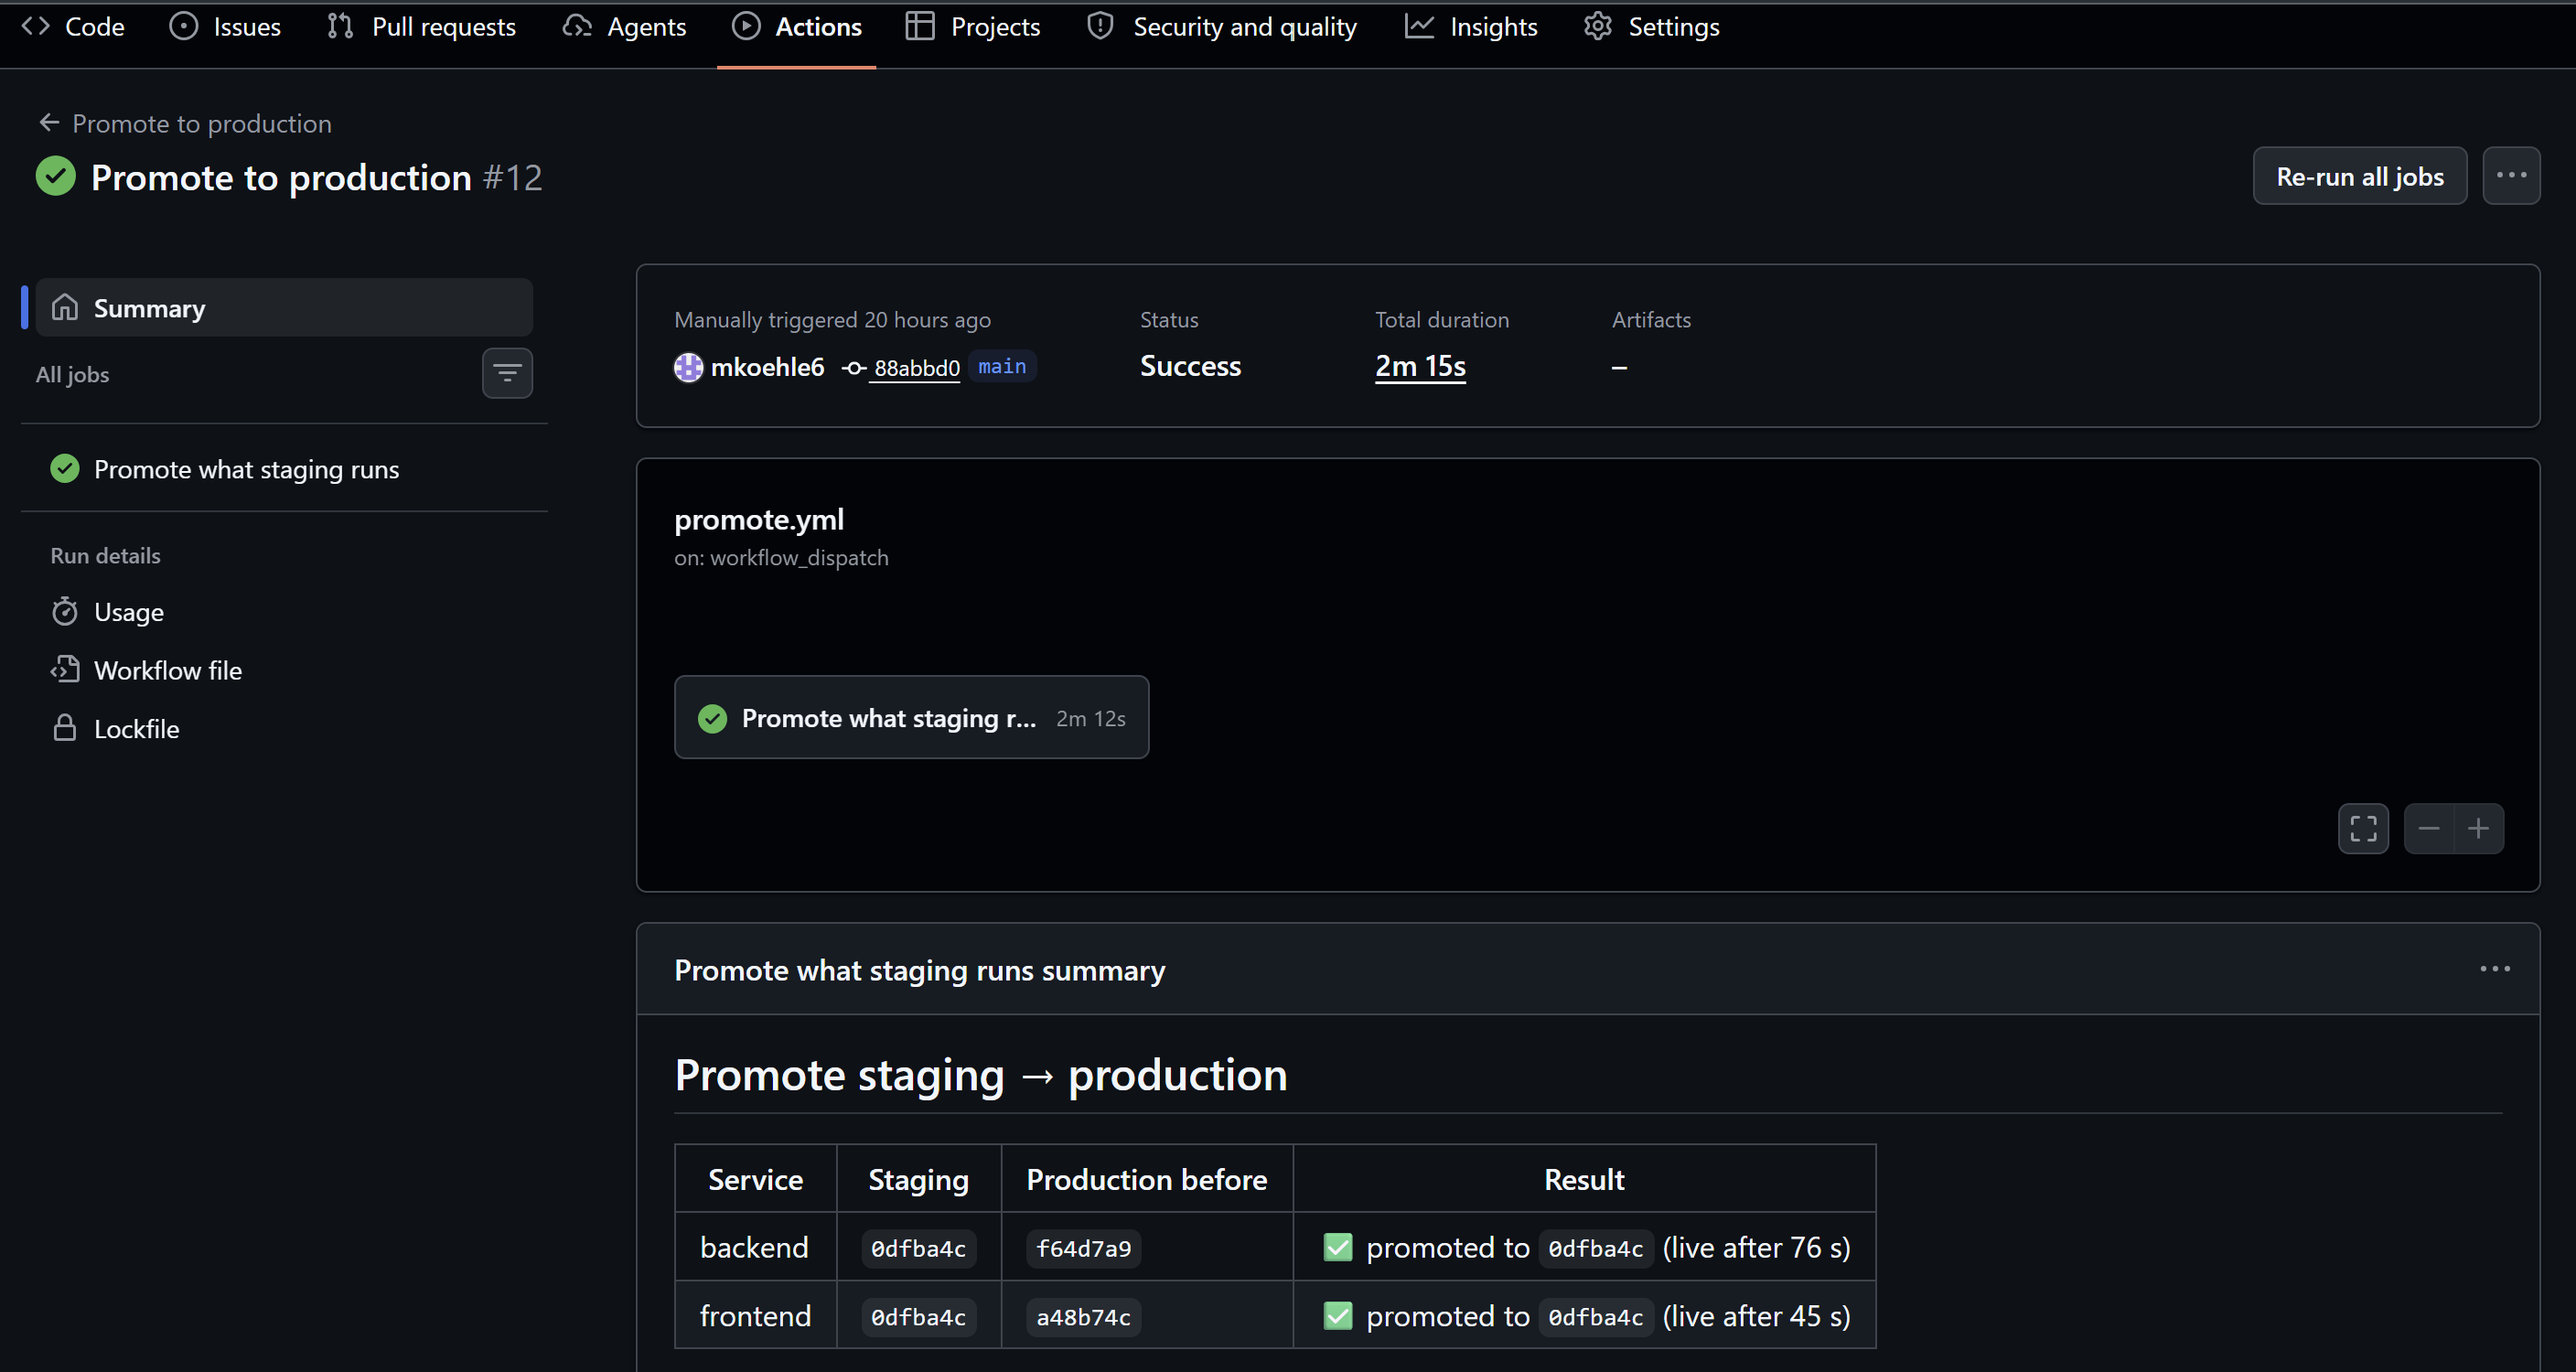 Code Issues Pull requests Agents Actions Projects Security and quality Insights Settings
Promote to production
Promote to production #12
Re-run all jobs
Summary
All jobs
Promote what staging runs
Run details
Usage
Workflow file
Lockfile
Manually triggered 20 hours ago Status Total duration Artifacts
mkoehle6 88abbd0 main Success 2m 15s –
promote.yml
on: workflow_dispatch
Promote what staging r... 2m 12s
Promote what staging runs summary
Promote staging → production
Service Staging Production before Result
backend 0dfba4c f64d7a9 ✅ promoted to 0dfba4c (live after 76 s)
frontend 0dfba4c a48b74c ✅ promoted to 0dfba4c (live after 45 s)